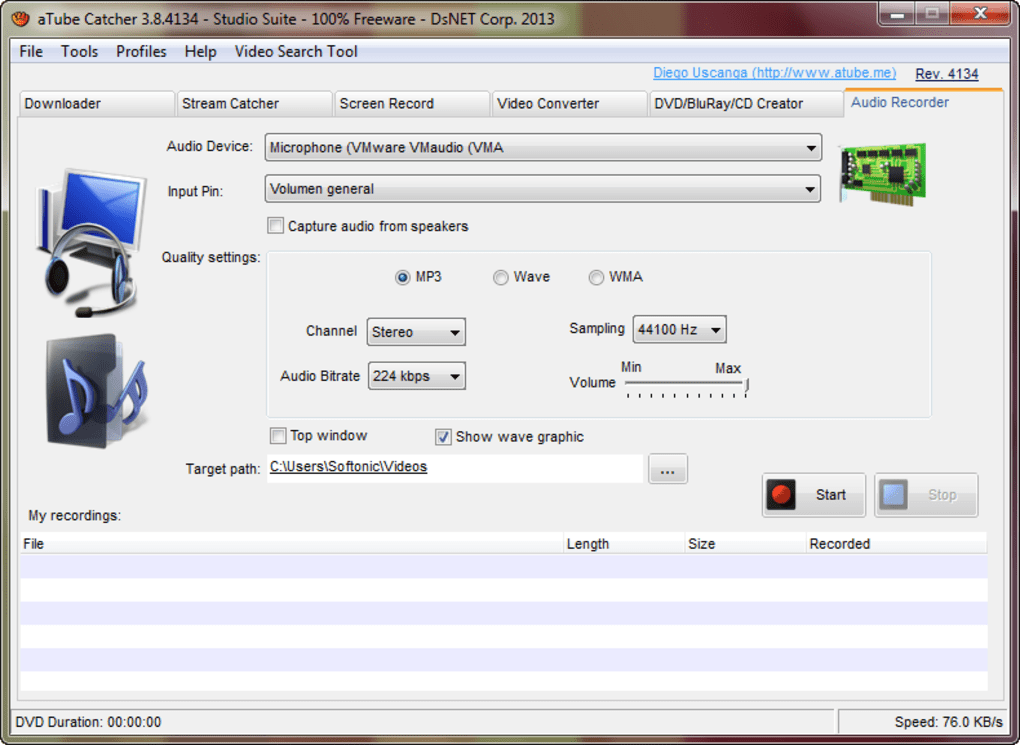 aTube Catcher 3.8.4134 - Studio Suite - 100% Freeware - DsNET Corp. 2013
File Tools Profiles Help Video Search Tool
Diego Uscanga (http://www.atube.me) Rev. 4134
Downloader Stream Catcher Screen Record Video Converter DVD/BluRay/CD Creator Audio Recorder
Audio Device: Microphone (VMware VMaudio (VMA
Input Pin: Volumen general
Capture audio from speakers
Quality settings:
MP3 Wave WMA
Channel Stereo Sampling 44100 Hz
Min Max
Audio Bitrate 224 kbps Volume
Top window Show wave graphic
Target path: C:\Users\Softonic\Videos ...
Start Stop
My recordings:
File Length Size Recorded
DVD Duration: 00:00:00 Speed: 76.0 KB/s